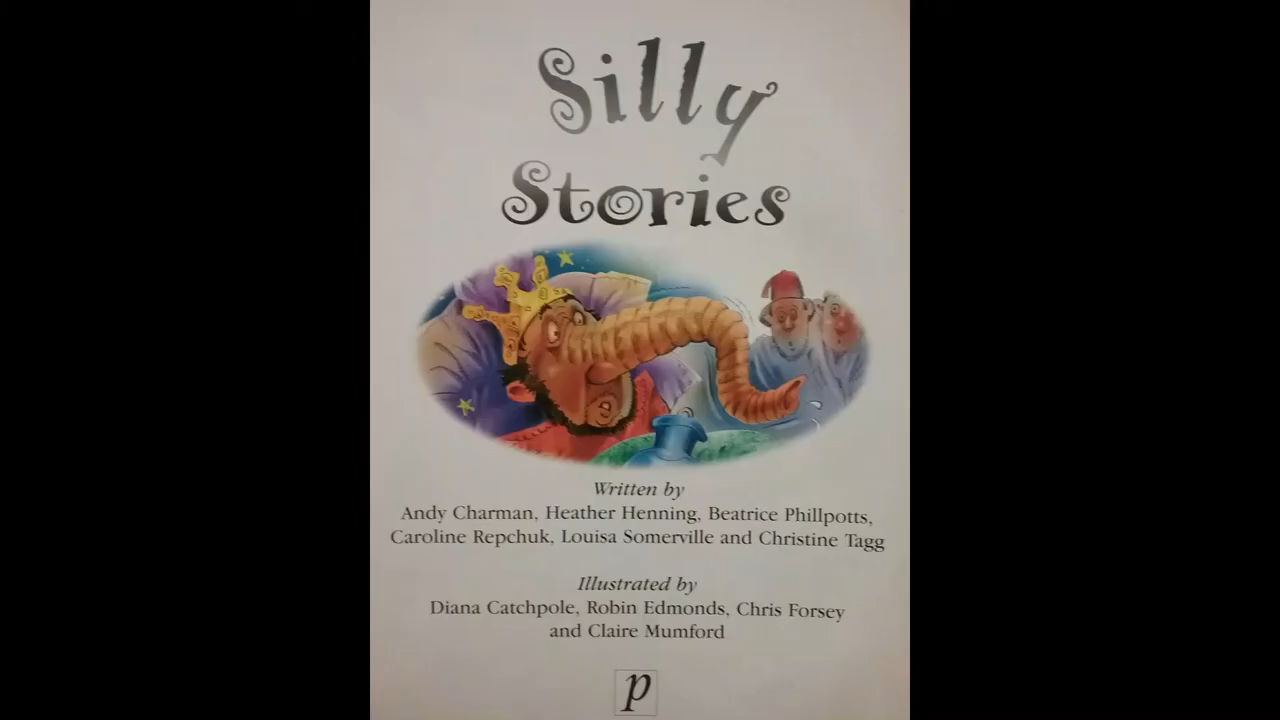 Silly
Stories
Written by
Andy Charman, Heather Henning, Beatrice Phillpotts,
Caroline Repchuk, Louisa Somerville and Christine Tagg
Illustrated by
Diana Catchpole, Robin Edmonds, Chris Forsey
and Claire Mumford
p